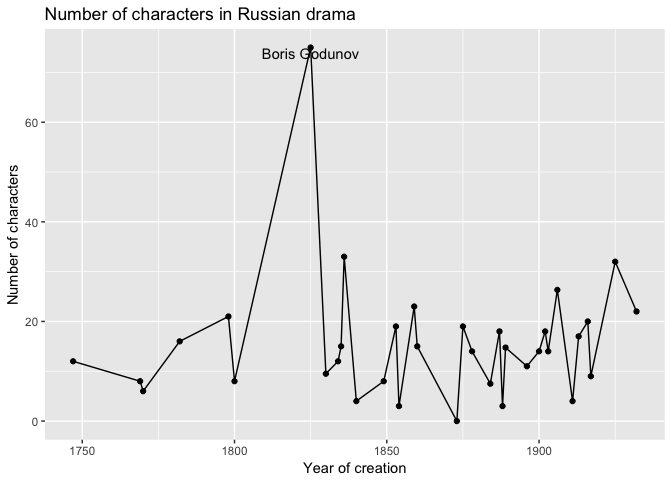 Number of characters in Russian drama
Boris Godunov
Number of characters
60
40
20
0
1750
1800
1850
1900
Year of creation